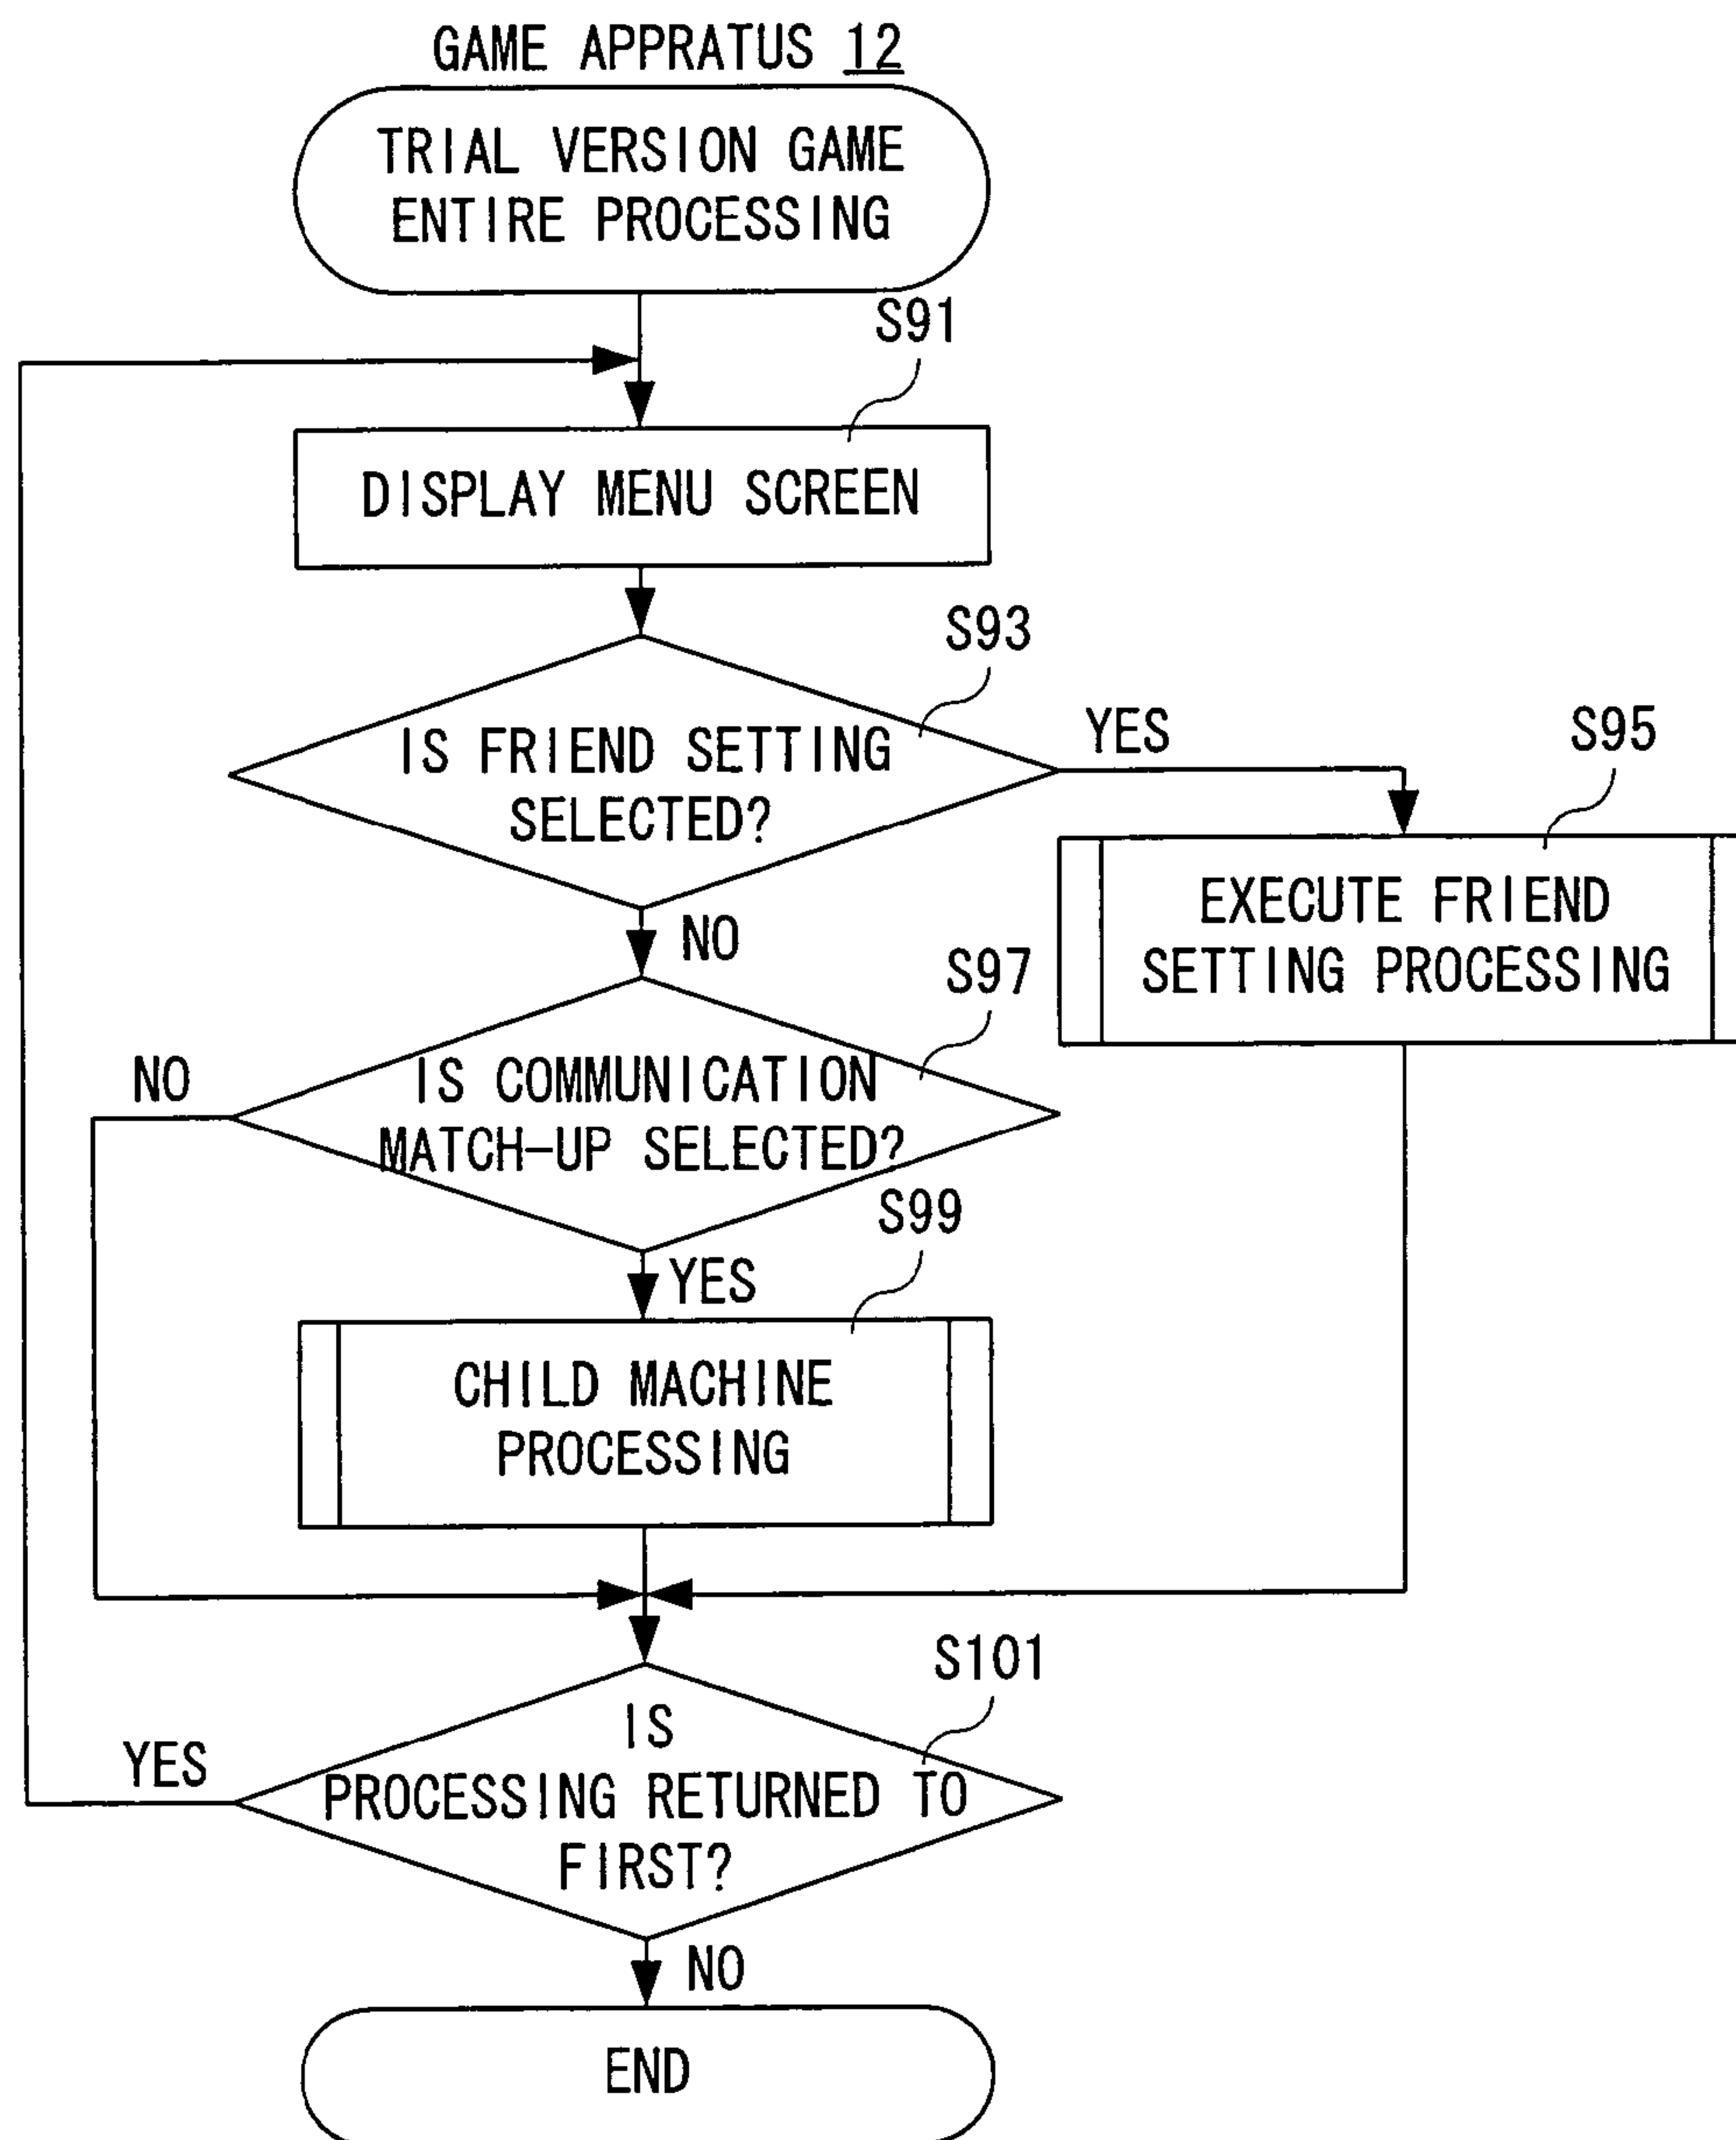 GAME APPRATUS 12
TRIAL VERSION GAME
ENTIRE PROCESSING
S91
DISPLAY MENU SCREEN
S93
IS FRIEND SETTING
SELECTED?
YES
S95
EXECUTE FRIEND
SETTING PROCESSING
NO
S97
NO
IS COMMUNICATION
MATCH-UP SELECTED?
S99
YES
CHILD MACHINE
PROCESSING
S101
IS
PROCESSING RETURNED TO
FIRST?
YES
NO
END